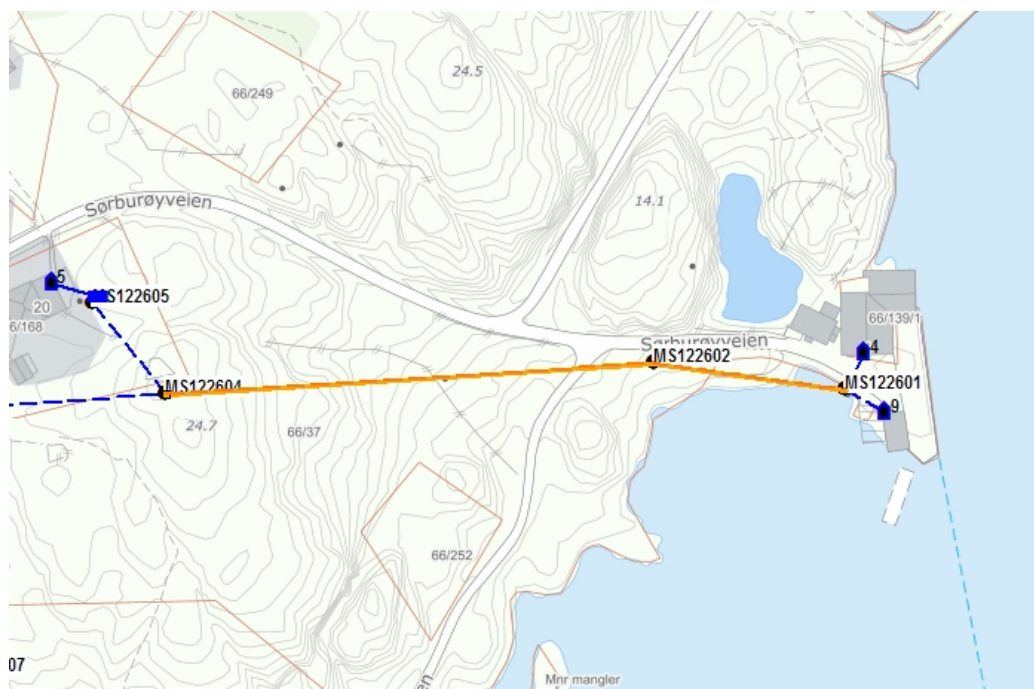 24.5
66/249
Sørburøyveien
14.1
5
MS122605
20
66/139/1
6/168
Sørburøyveien
4
MS122602
MS122604
MS122601
9
24.7
66/37
66/252
07
Mnr mangler